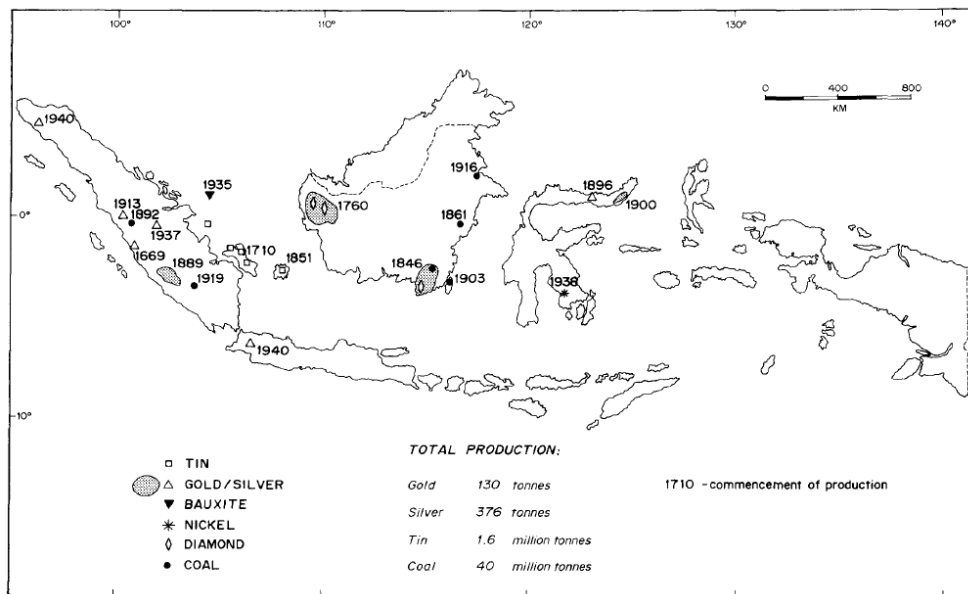 100° 110° 120° 130° 140°
0 400 800
KM
1940
1916
1935
1896
1913
1760
1900
0°
1892
1861
1937
1710
1669
1851
1846
1889
1903
1938
1919
1940
10°
TOTAL PRODUCTION:
TIN
GOLD/SILVER
Gold 130 tonnes
1710 - commencement of production
BAUXITE
Silver 376 tonnes
NICKEL
Tin 1.6 million tonnes
DIAMOND
COAL
Coal 40 million tonnes